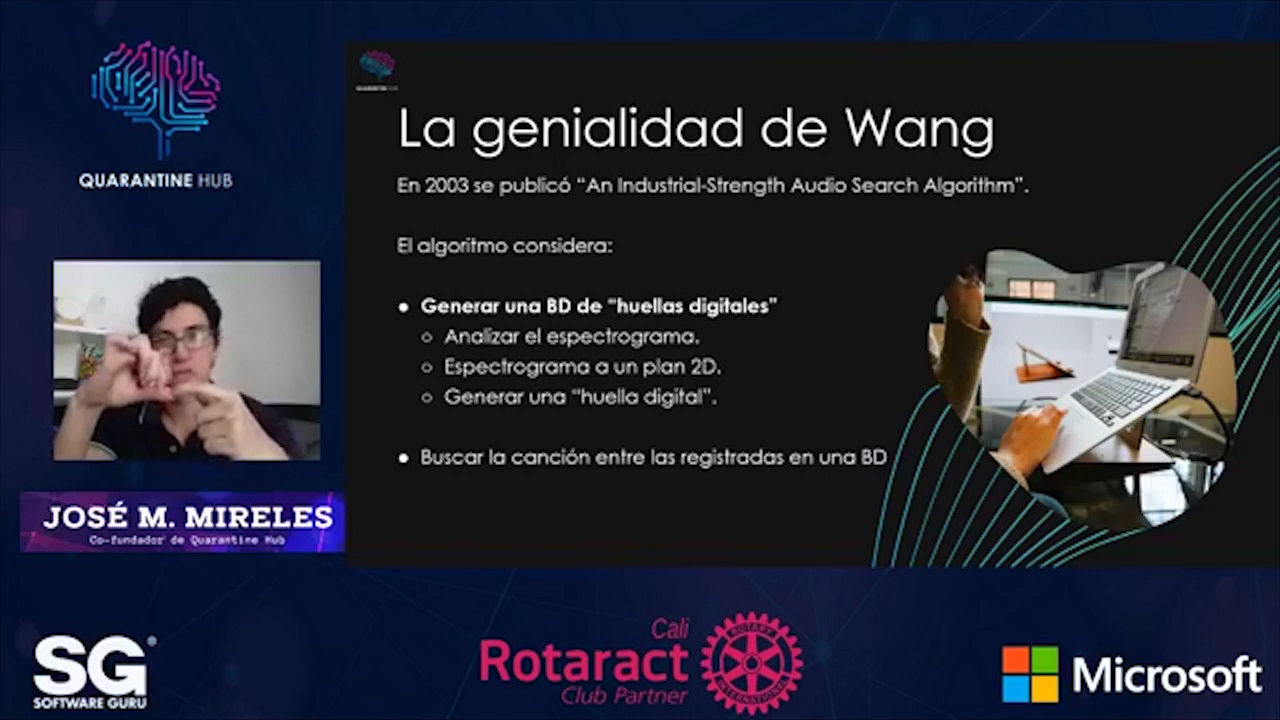 QUARANTINE HUB
La genialidad de Wang
En 2003 se publicó “An Industrial-Strength Audio Search Algorithm”.
El algoritmo considera:
● Generar una BD de “huellas digitales”
○ Analizar el espectrograma.
○ Espectrograma a un plan 2D.
○ Generar una “huella digital”.
● Buscar la canción entre las registradas en una BD
JOSÉ M. MIRELES
Co-fundador de Quarantine Hub
SG®
SOFTWARE GURU
Cali
Rotaract
Club Partner
ROTARY
INTERNATIONAL
Microsoft